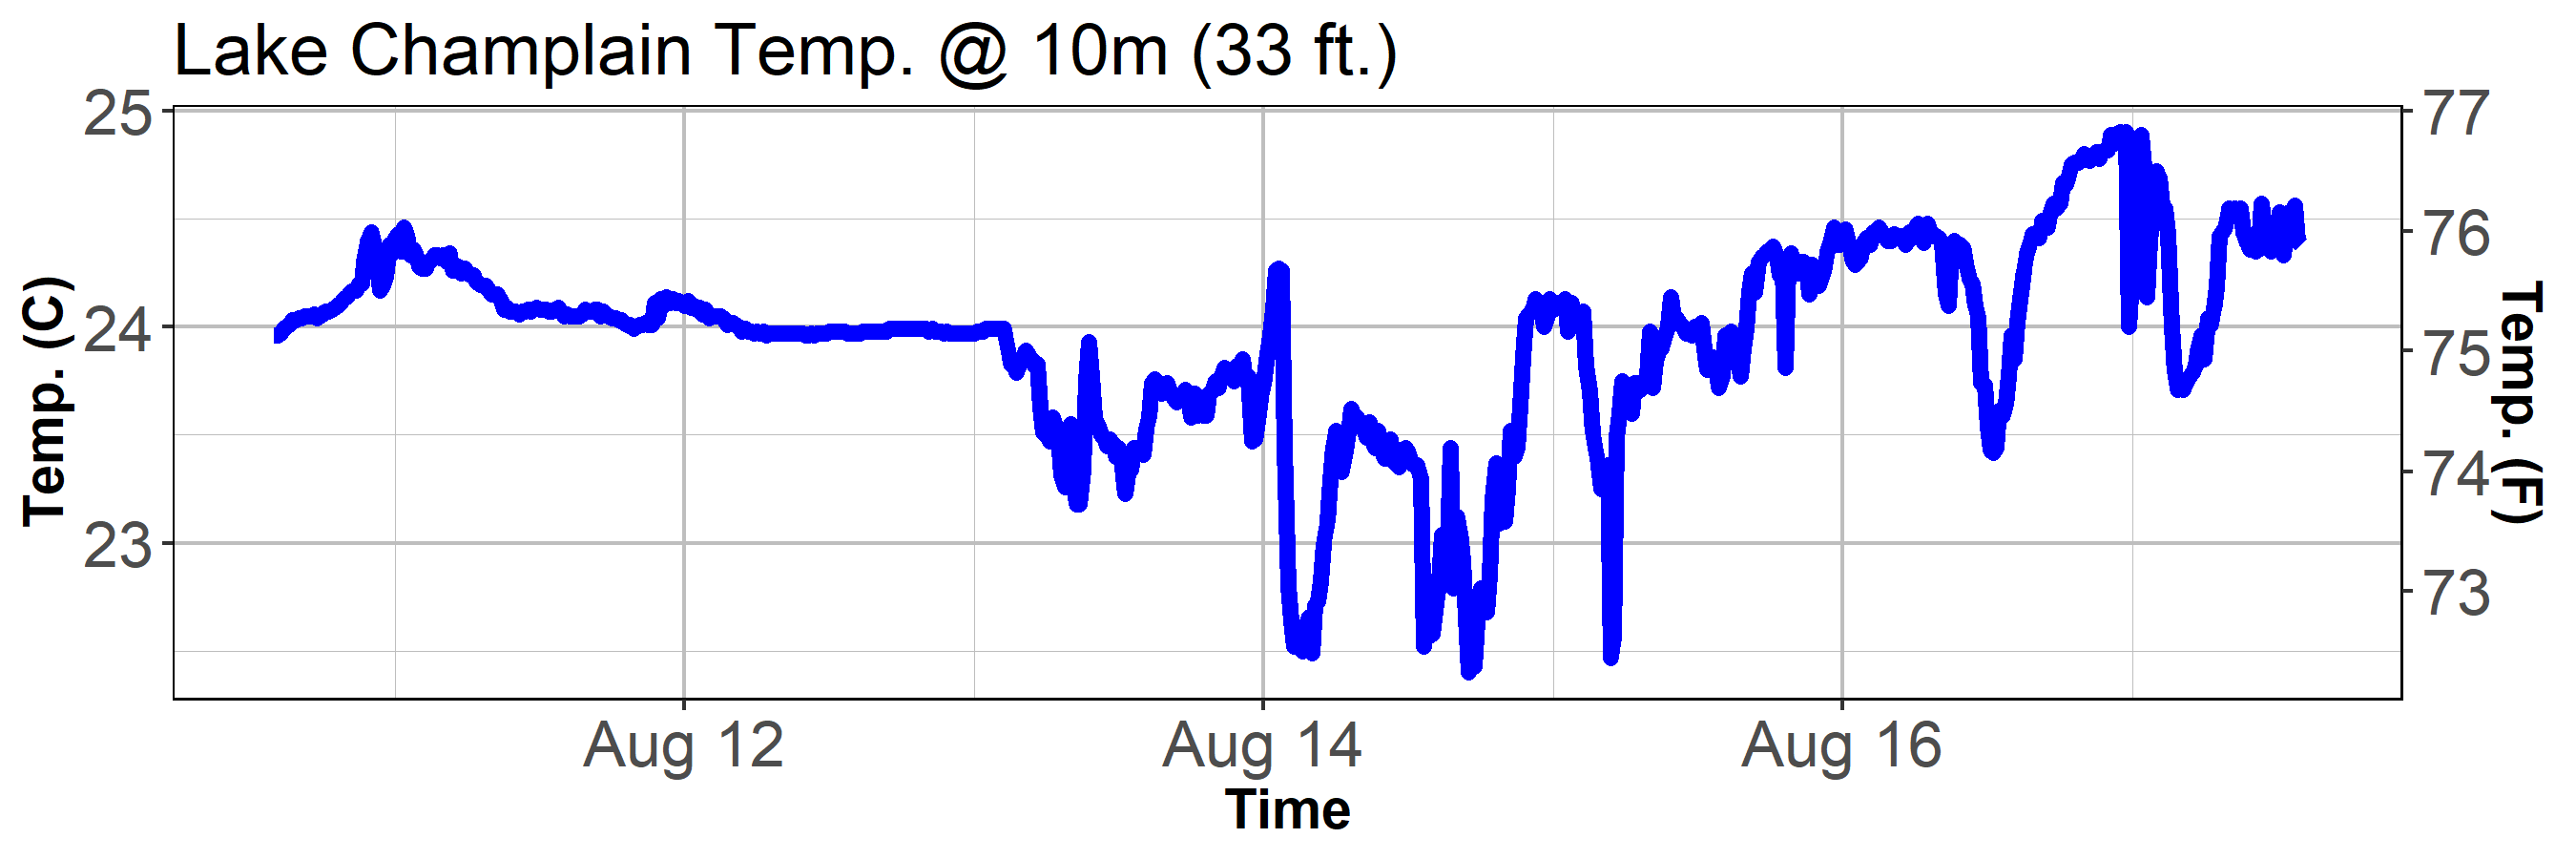 Lake Champlain Temp. @ 10m (33 ft.)
25
24
23
Temp. (C)
77
76
75
74
73
Temp. (F)
Aug 12
Aug 14
Aug 16
Time